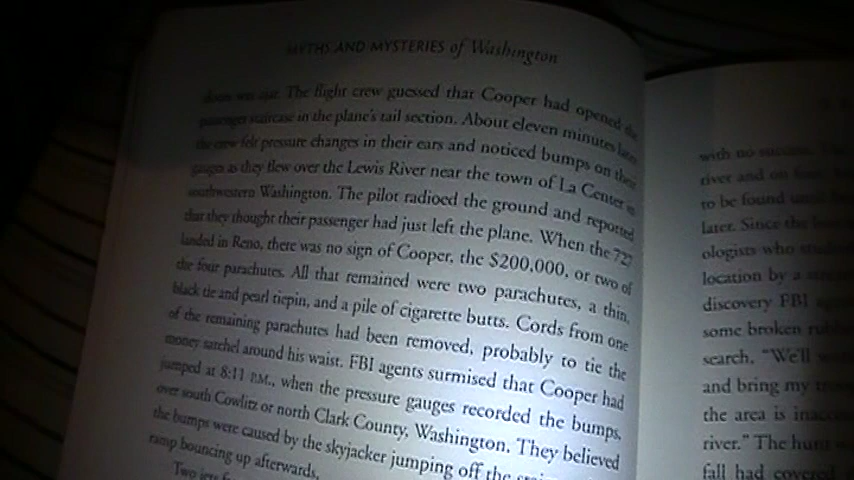 MYTHS AND MYSTERIES of Washington
The flight crew guessed that Cooper had opened the
passenger staircase in the plane's tail section. About eleven minutes later
the crew felt pressure changes in their ears and noticed bumps on their
gauges as they flew over the Lewis River near the town of La Center in
southwestern Washington. The pilot radioed the ground and reported
that they thought their passenger had just left the plane. When the 727
landed in Reno, there was no sign of Cooper, the $200,000, or two of
the four parachutes. All that remained were two parachutes, a thin,
black tie and pearl tiepin, and a pile of cigarette butts. Cords from one
of the remaining parachutes had been removed, probably to tie the
money satchel around his waist. FBI agents surmised that Cooper had
jumped at 8:11 P.M., when the pressure gauges recorded the bumps,
over south Cowlitz or north Clark County, Washington. They believed
the bumps were caused by the skyjacker jumping off the
ramp bouncing up afterwards.
Two jets
with no success.
river and on
to be found
later. Since the
ologists who
location by a
discovery FBI
some broken
search. "We'll
and bring my
the area is
river." The hunt
fall had covered